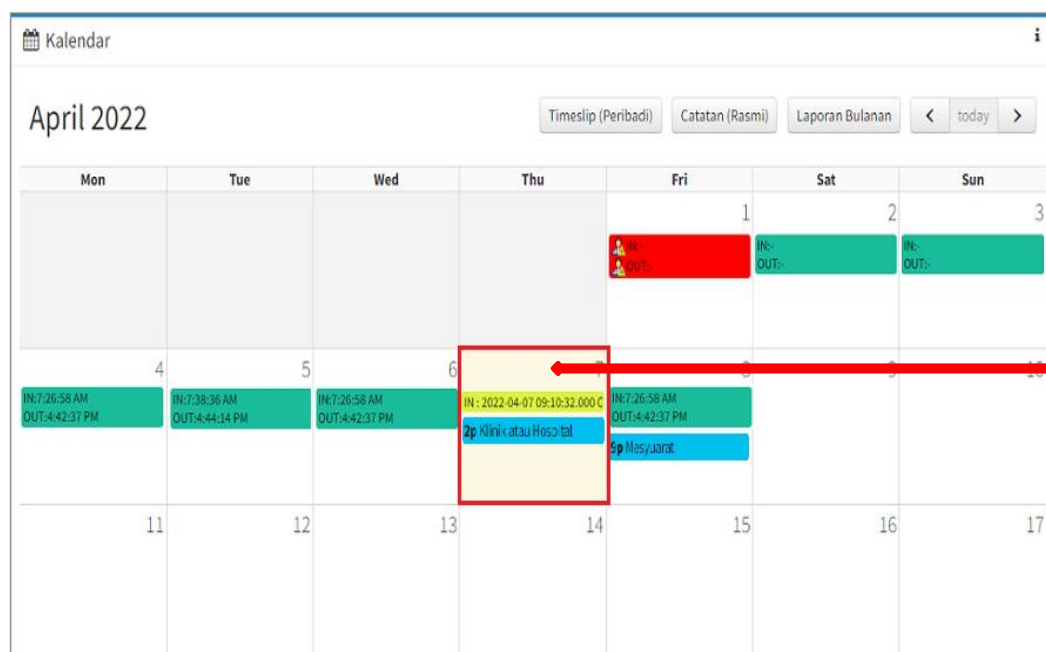 Kalendar
i
April 2022
Timeslip (Peribadi) Catatan (Rasmi) Laporan Bulanan today
Mon Tue Wed Thu Fri Sat Sun
1 2 3
IN:- IN:- IN:-
OUT:- OUT:- OUT:-
4 5 6 7 8 9 10
IN:7:26:58 AM IN:7:38:36 AM IN:7:26:58 AM IN : 2022-04-07 09:10:32.000 O IN:7:26:58 AM
OUT:4:42:37 PM OUT:4:44:14 PM OUT:4:42:37 PM OUT:4:42:37 PM
2p Klinik atau Hospital 9p Mesyuarat
11 12 13 14 15 16 17